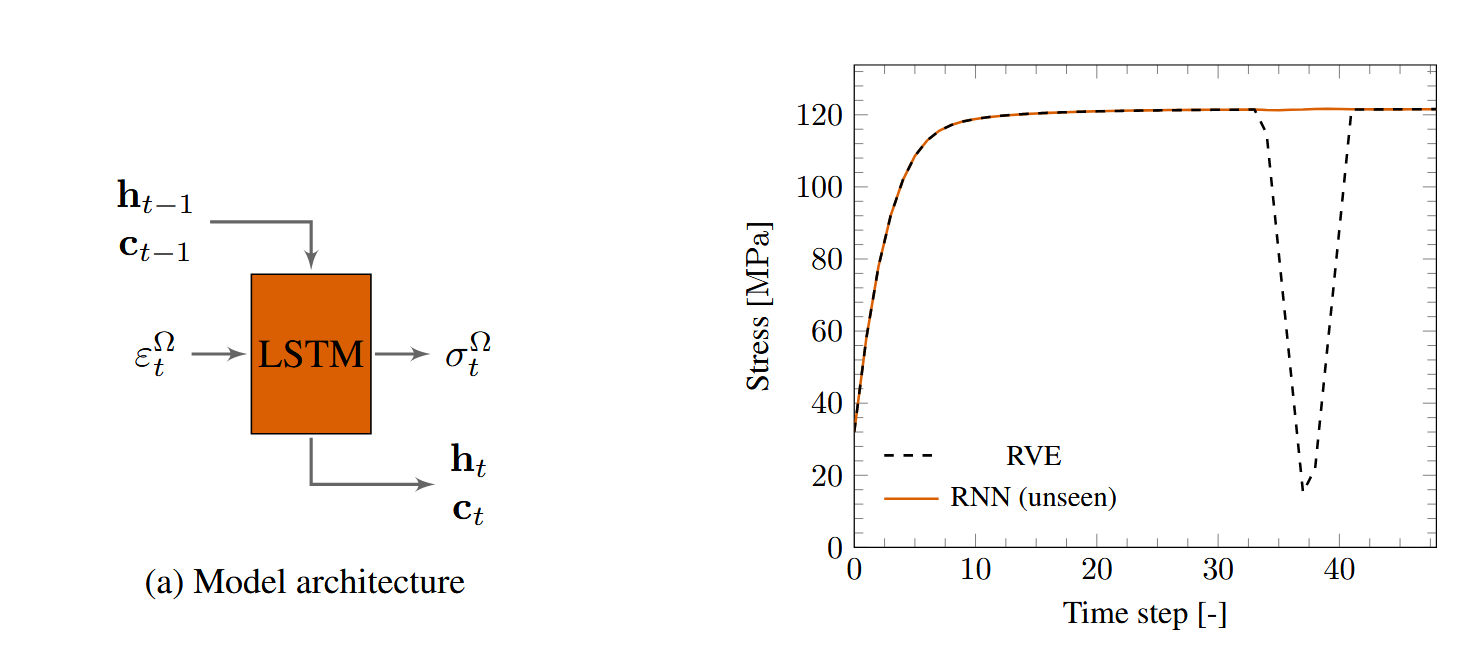 h_{t−1}
c_{t−1}
ε_t^Ω
LSTM
σ_t^Ω
h_t
c_t
(a) Model architecture
Stress [MPa]
120
100
80
60
40
20
0
RVE
RNN (unseen)
0 10 20 30 40
Time step [-]